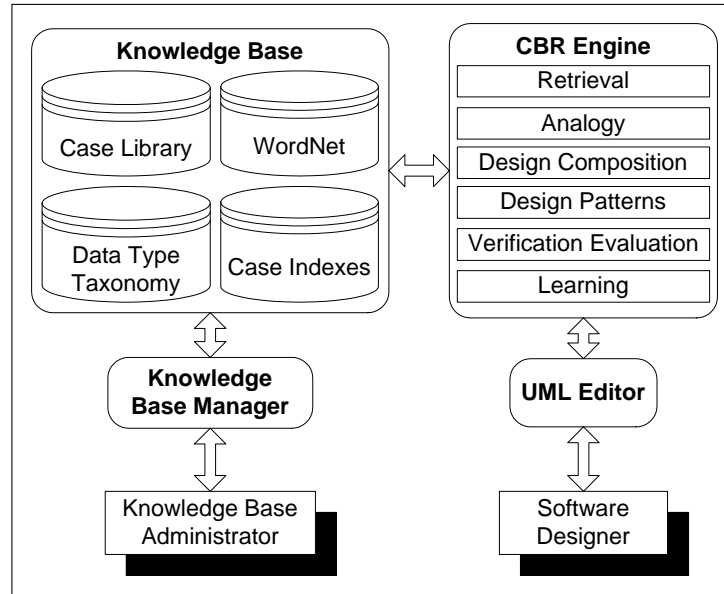 Knowledge Base
Case Library
WordNet
Data Type
Taxonomy
Case Indexes
CBR Engine
Retrieval
Analogy
Design Composition
Design Patterns
Verification Evaluation
Learning
Knowledge
Base Manager
UML Editor
Knowledge Base
Administrator
Software
Designer